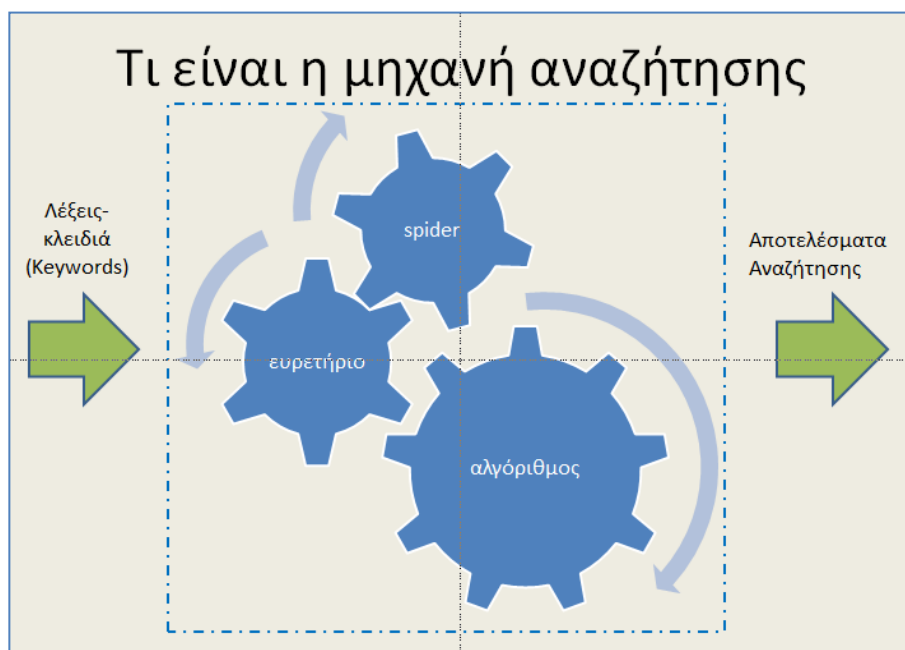 Τι είναι η μηχανή αναζήτησης
Λέξεις-
κλειδιά
(Keywords)
spider
ευρετήριο
αλγόριθμος
Αποτελέσματα
Αναζήτησης